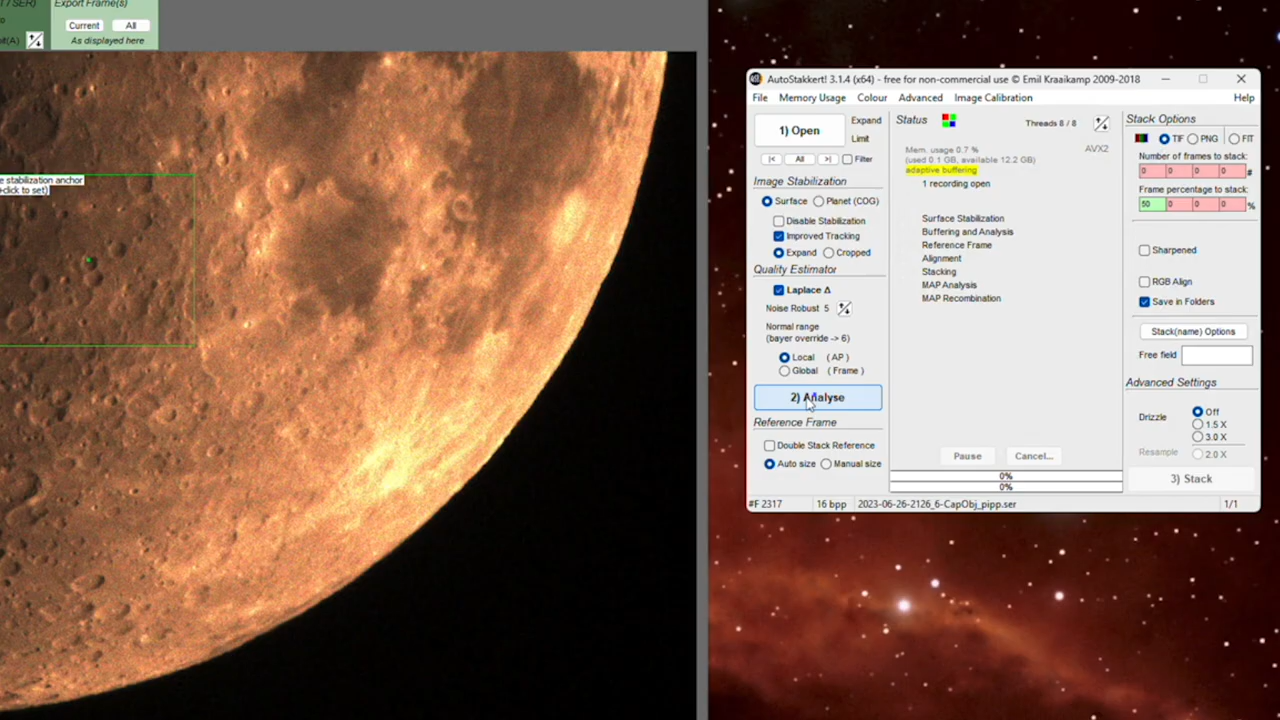 T / SER)
Export Frame(s)
Current All
nit(A)
As displayed here
e stabilization anchor
+click to set)
AutoStakkert! 3.1.4 (x64) - free for non-commercial use © Emil Kraaikamp 2009-2018
File Memory Usage Colour Advanced Image Calibration Help
1) Open
Expand
Limit
|< All >| Filter
Image Stabilization
Surface Planet (COG)
Disable Stabilization
Improved Tracking
Expand Cropped
Quality Estimator
Laplace Δ
Noise Robust 5
Normal range
(bayer override -> 6)
Local (AP)
Global (Frame)
2) Analyse
Reference Frame
Double Stack Reference
Auto size Manual size
Status
Threads 8 / 8
Mem. usage 0.7 %
AVX2
(used 0.1 GB, available 12.2 GB)
adaptive buffering
1 recording open
Surface Stabilization
Buffering and Analysis
Reference Frame
Alignment
Stacking
MAP Analysis
MAP Recombination
Pause Cancel...
0%
0%
Stack Options
TIF PNG FIT
Number of frames to stack:
0 0 0 0 #
Frame percentage to stack:
50 0 0 0 %
Sharpened
RGB Align
Save in Folders
Stack(name) Options
Free field
Advanced Settings
Drizzle
Off
1.5 X
3.0 X
Resample 2.0 X
3) Stack
#F 2317 16 bpp 2023-06-26-2126_6-CapObj_pipp.ser 1/1